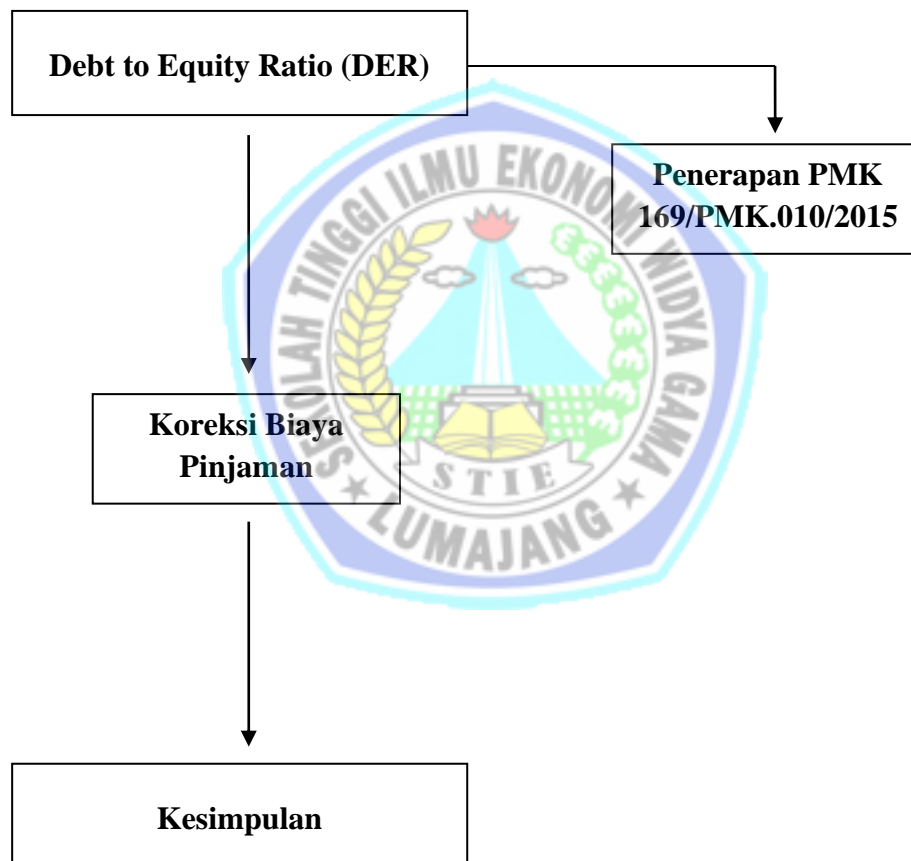 Debt to Equity Ratio (DER)
Penerapan PMK
169/PMK.010/2015
SEKOLAH TINGGI ILMU EKONOMI WIDYA GAMA
Koreksi Biaya
Pinjaman
STIE
LUMAJANG
Kesimpulan